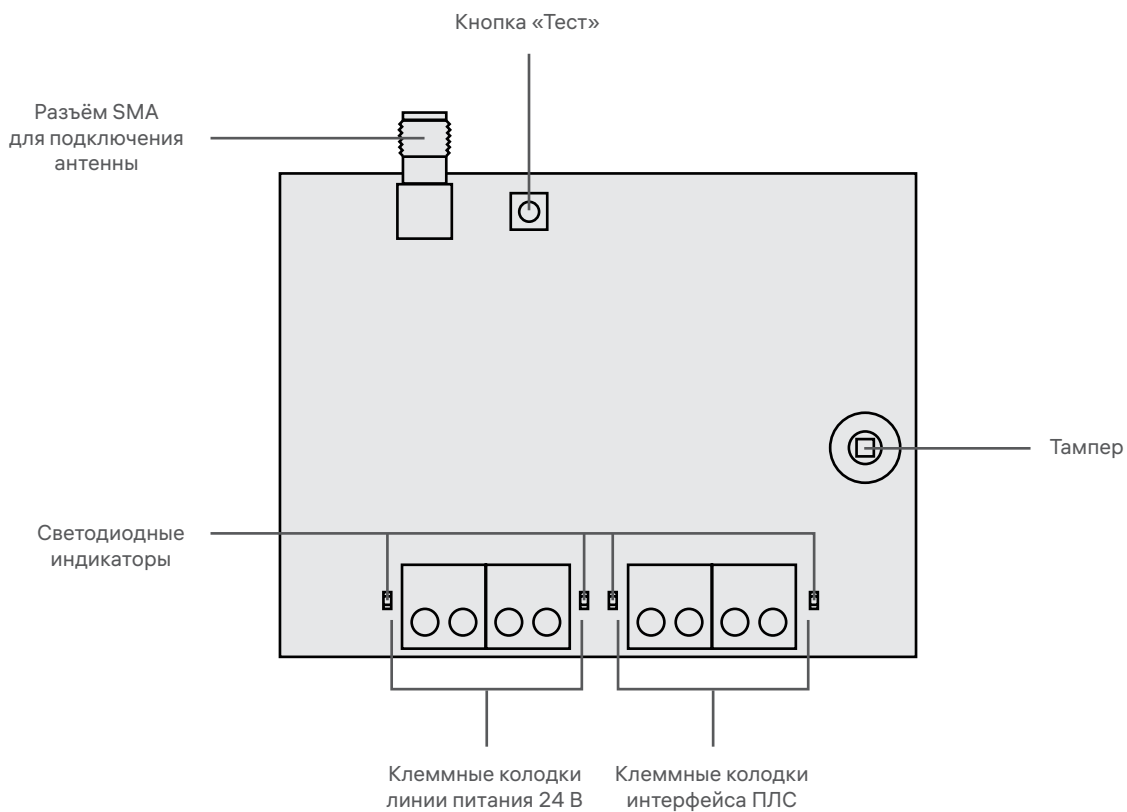 Кнопка «Тест»
Разъём SMA
для подключения
антенны
Тампер
Светодиодные
индикаторы
Клеммные колодки
линии питания 24 В
Клеммные колодки
интерфейса ПЛС